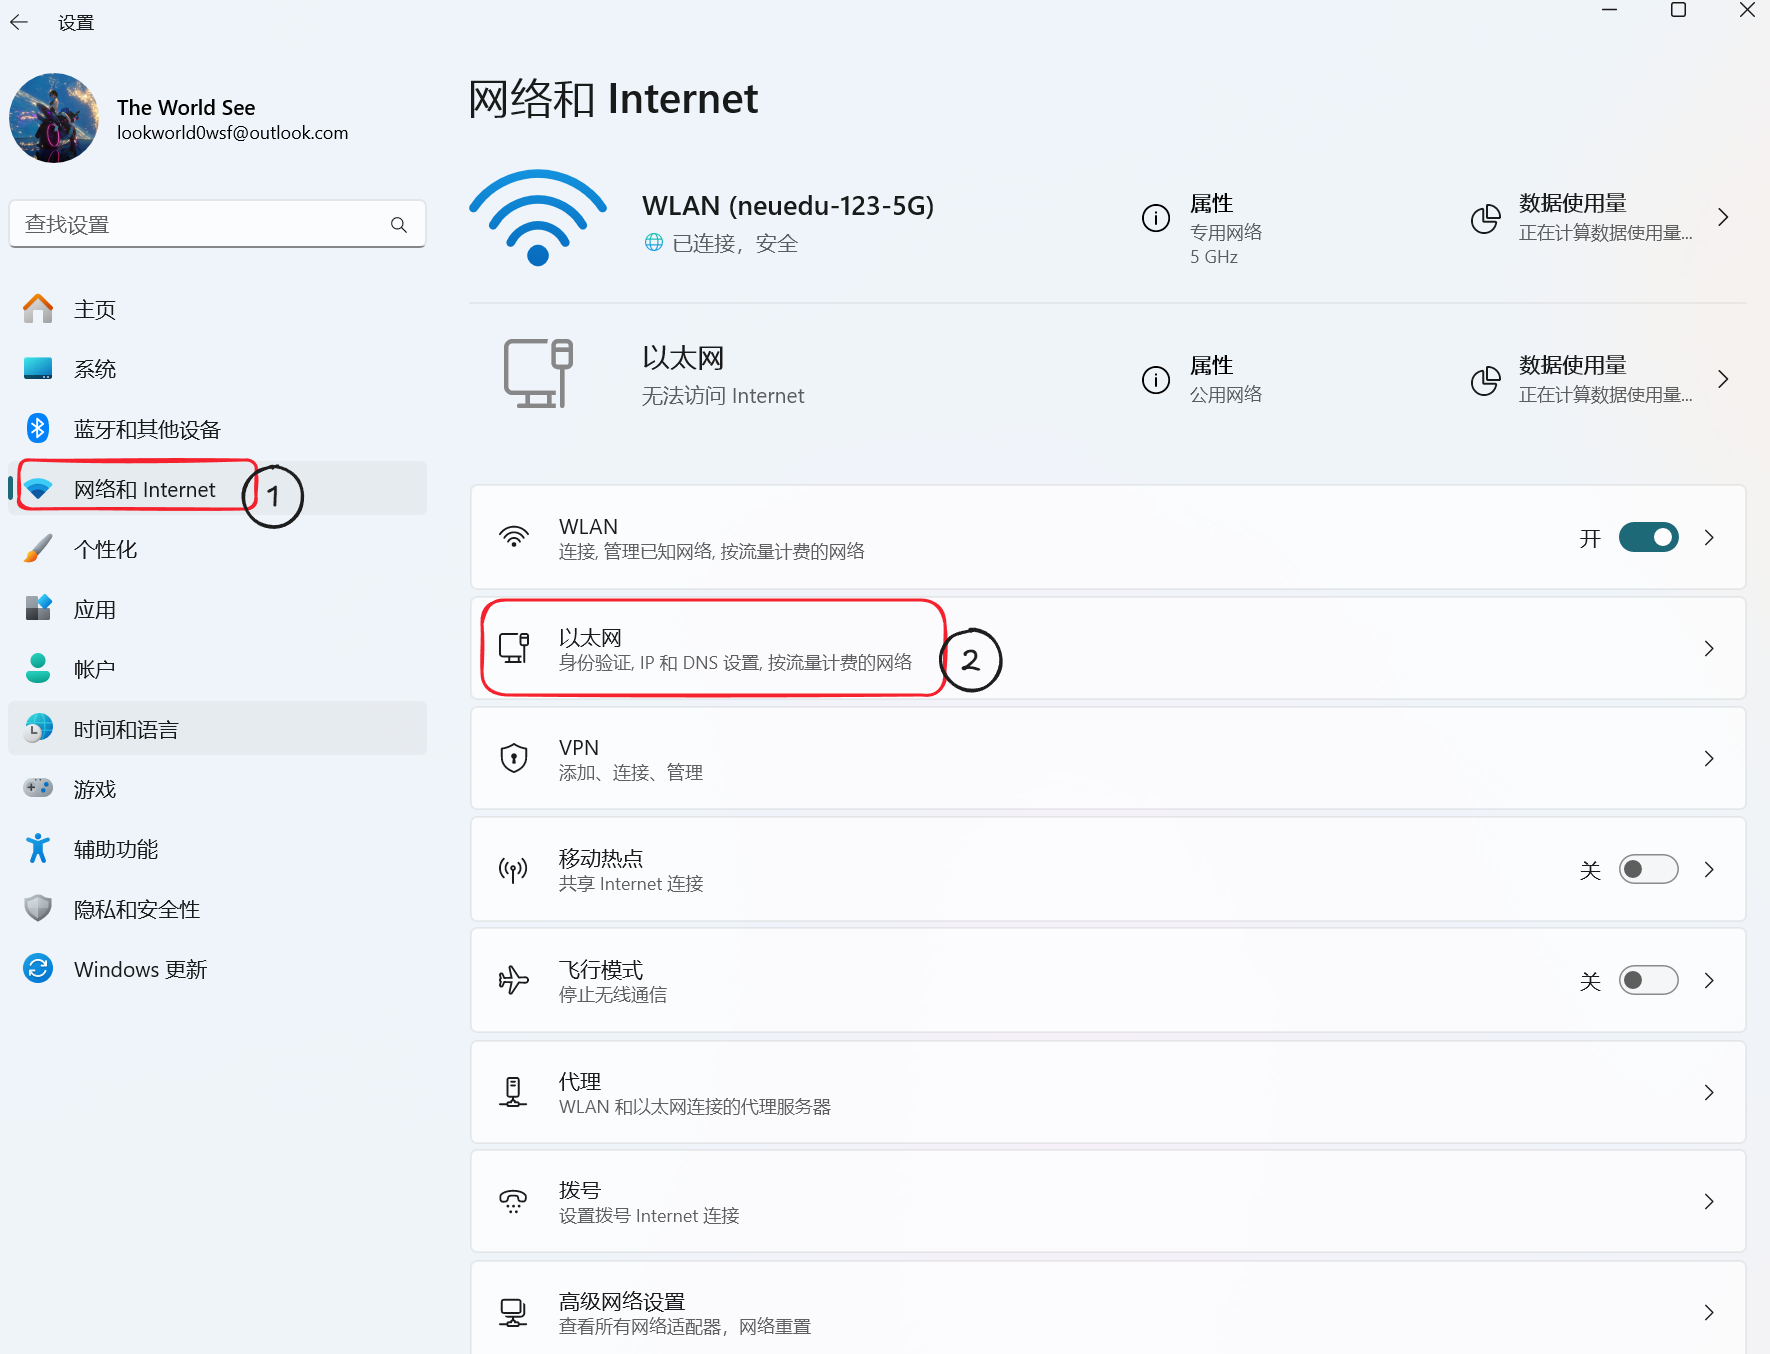 设置
The World See
lookworld0wsf@outlook.com
查找设置
主页
系统
蓝牙和其他设备
网络和 Internet
1
个性化
应用
帐户
时间和语言
游戏
辅助功能
隐私和安全性
Windows 更新
网络和 Internet
WLAN (neuedu-123-5G)
已连接，安全
属性
专用网络
5 GHz
数据使用量
正在计算数据使用量...
以太网
无法访问 Internet
属性
公用网络
数据使用量
正在计算数据使用量...
WLAN
连接, 管理已知网络, 按流量计费的网络
开
以太网
身份验证, IP 和 DNS 设置, 按流量计费的网络
2
VPN
添加、连接、管理
移动热点
共享 Internet 连接
关
飞行模式
停止无线通信
关
代理
WLAN 和以太网连接的代理服务器
拨号
设置拨号 Internet 连接
高级网络设置
查看所有网络适配器，网络重置